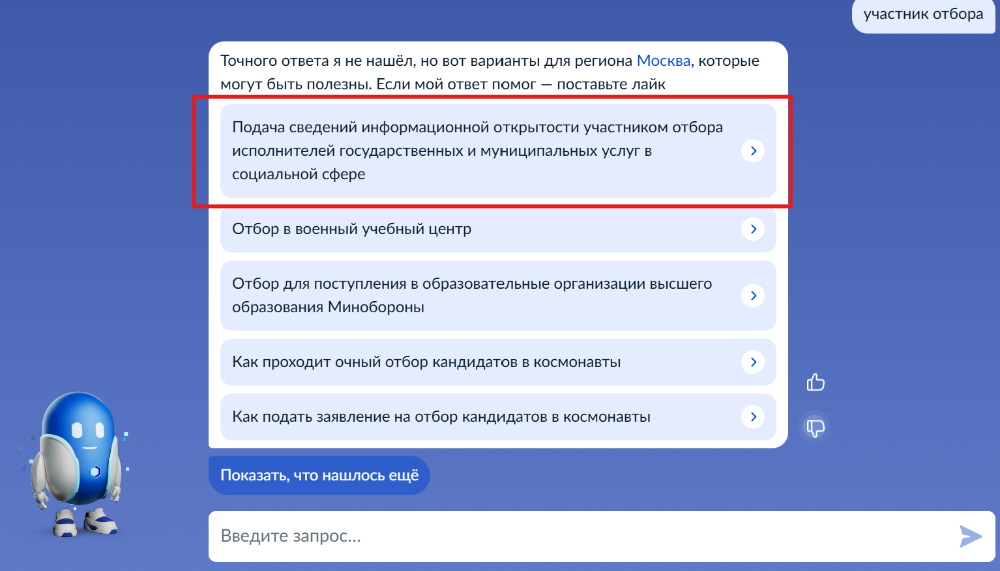 участник отбора
Точного ответа я не нашёл, но вот варианты для региона Москва, которые
могут быть полезны. Если мой ответ помог — поставьте лайк
Подача сведений информационной открытости участником отбора
исполнителей государственных и муниципальных услуг в
социальной сфере
Отбор в военный учебный центр
Отбор для поступления в образовательные организации высшего
образования Минобороны
Как проходит очный отбор кандидатов в космонавты
Как подать заявление на отбор кандидатов в космонавты
Показать, что нашлось ещё
Введите запрос...